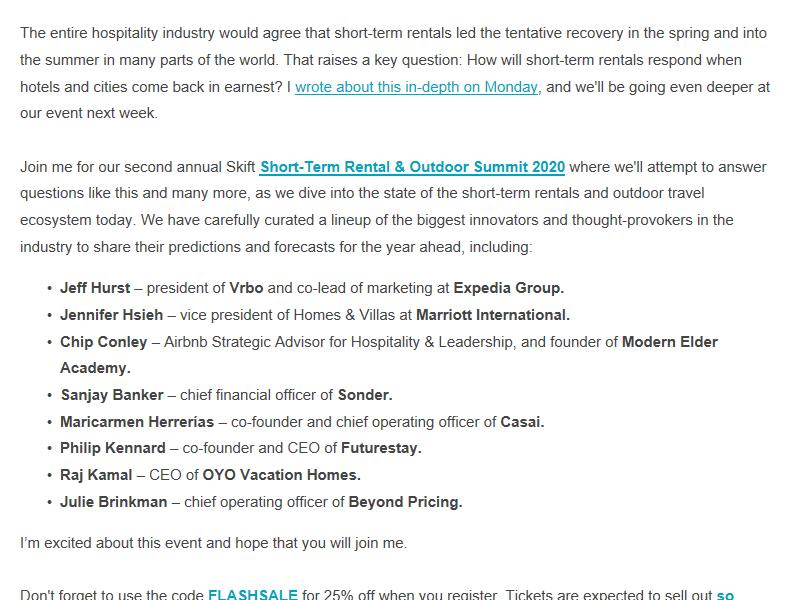 The entire hospitality industry would agree that short-term rentals led the tentative recovery in the spring and into
the summer in many parts of the world. That raises a key question: How will short-term rentals respond when
hotels and cities come back in earnest? I wrote about this in-depth on Monday, and we'll be going even deeper at
our event next week.
Join me for our second annual Skift Short-Term Rental & Outdoor Summit 2020 where we'll attempt to answer
questions like this and many more, as we dive into the state of the short-term rentals and outdoor travel
ecosystem today. We have carefully curated a lineup of the biggest innovators and thought-provokers in the
industry to share their predictions and forecasts for the year ahead, including:
• Jeff Hurst – president of Vrbo and co-lead of marketing at Expedia Group.
• Jennifer Hsieh – vice president of Homes & Villas at Marriott International.
• Chip Conley – Airbnb Strategic Advisor for Hospitality & Leadership, and founder of Modern Elder
Academy.
• Sanjay Banker – chief financial officer of Sonder.
• Maricarmen Herrerías – co-founder and chief operating officer of Casai.
• Philip Kennard – co-founder and CEO of Futurestay.
• Raj Kamal – CEO of OYO Vacation Homes.
• Julie Brinkman – chief operating officer of Beyond Pricing.
I'm excited about this event and hope that you will join me.
Don't forget to use the code FLASHSALE for 25% off when you register. Tickets are expected to sell out so